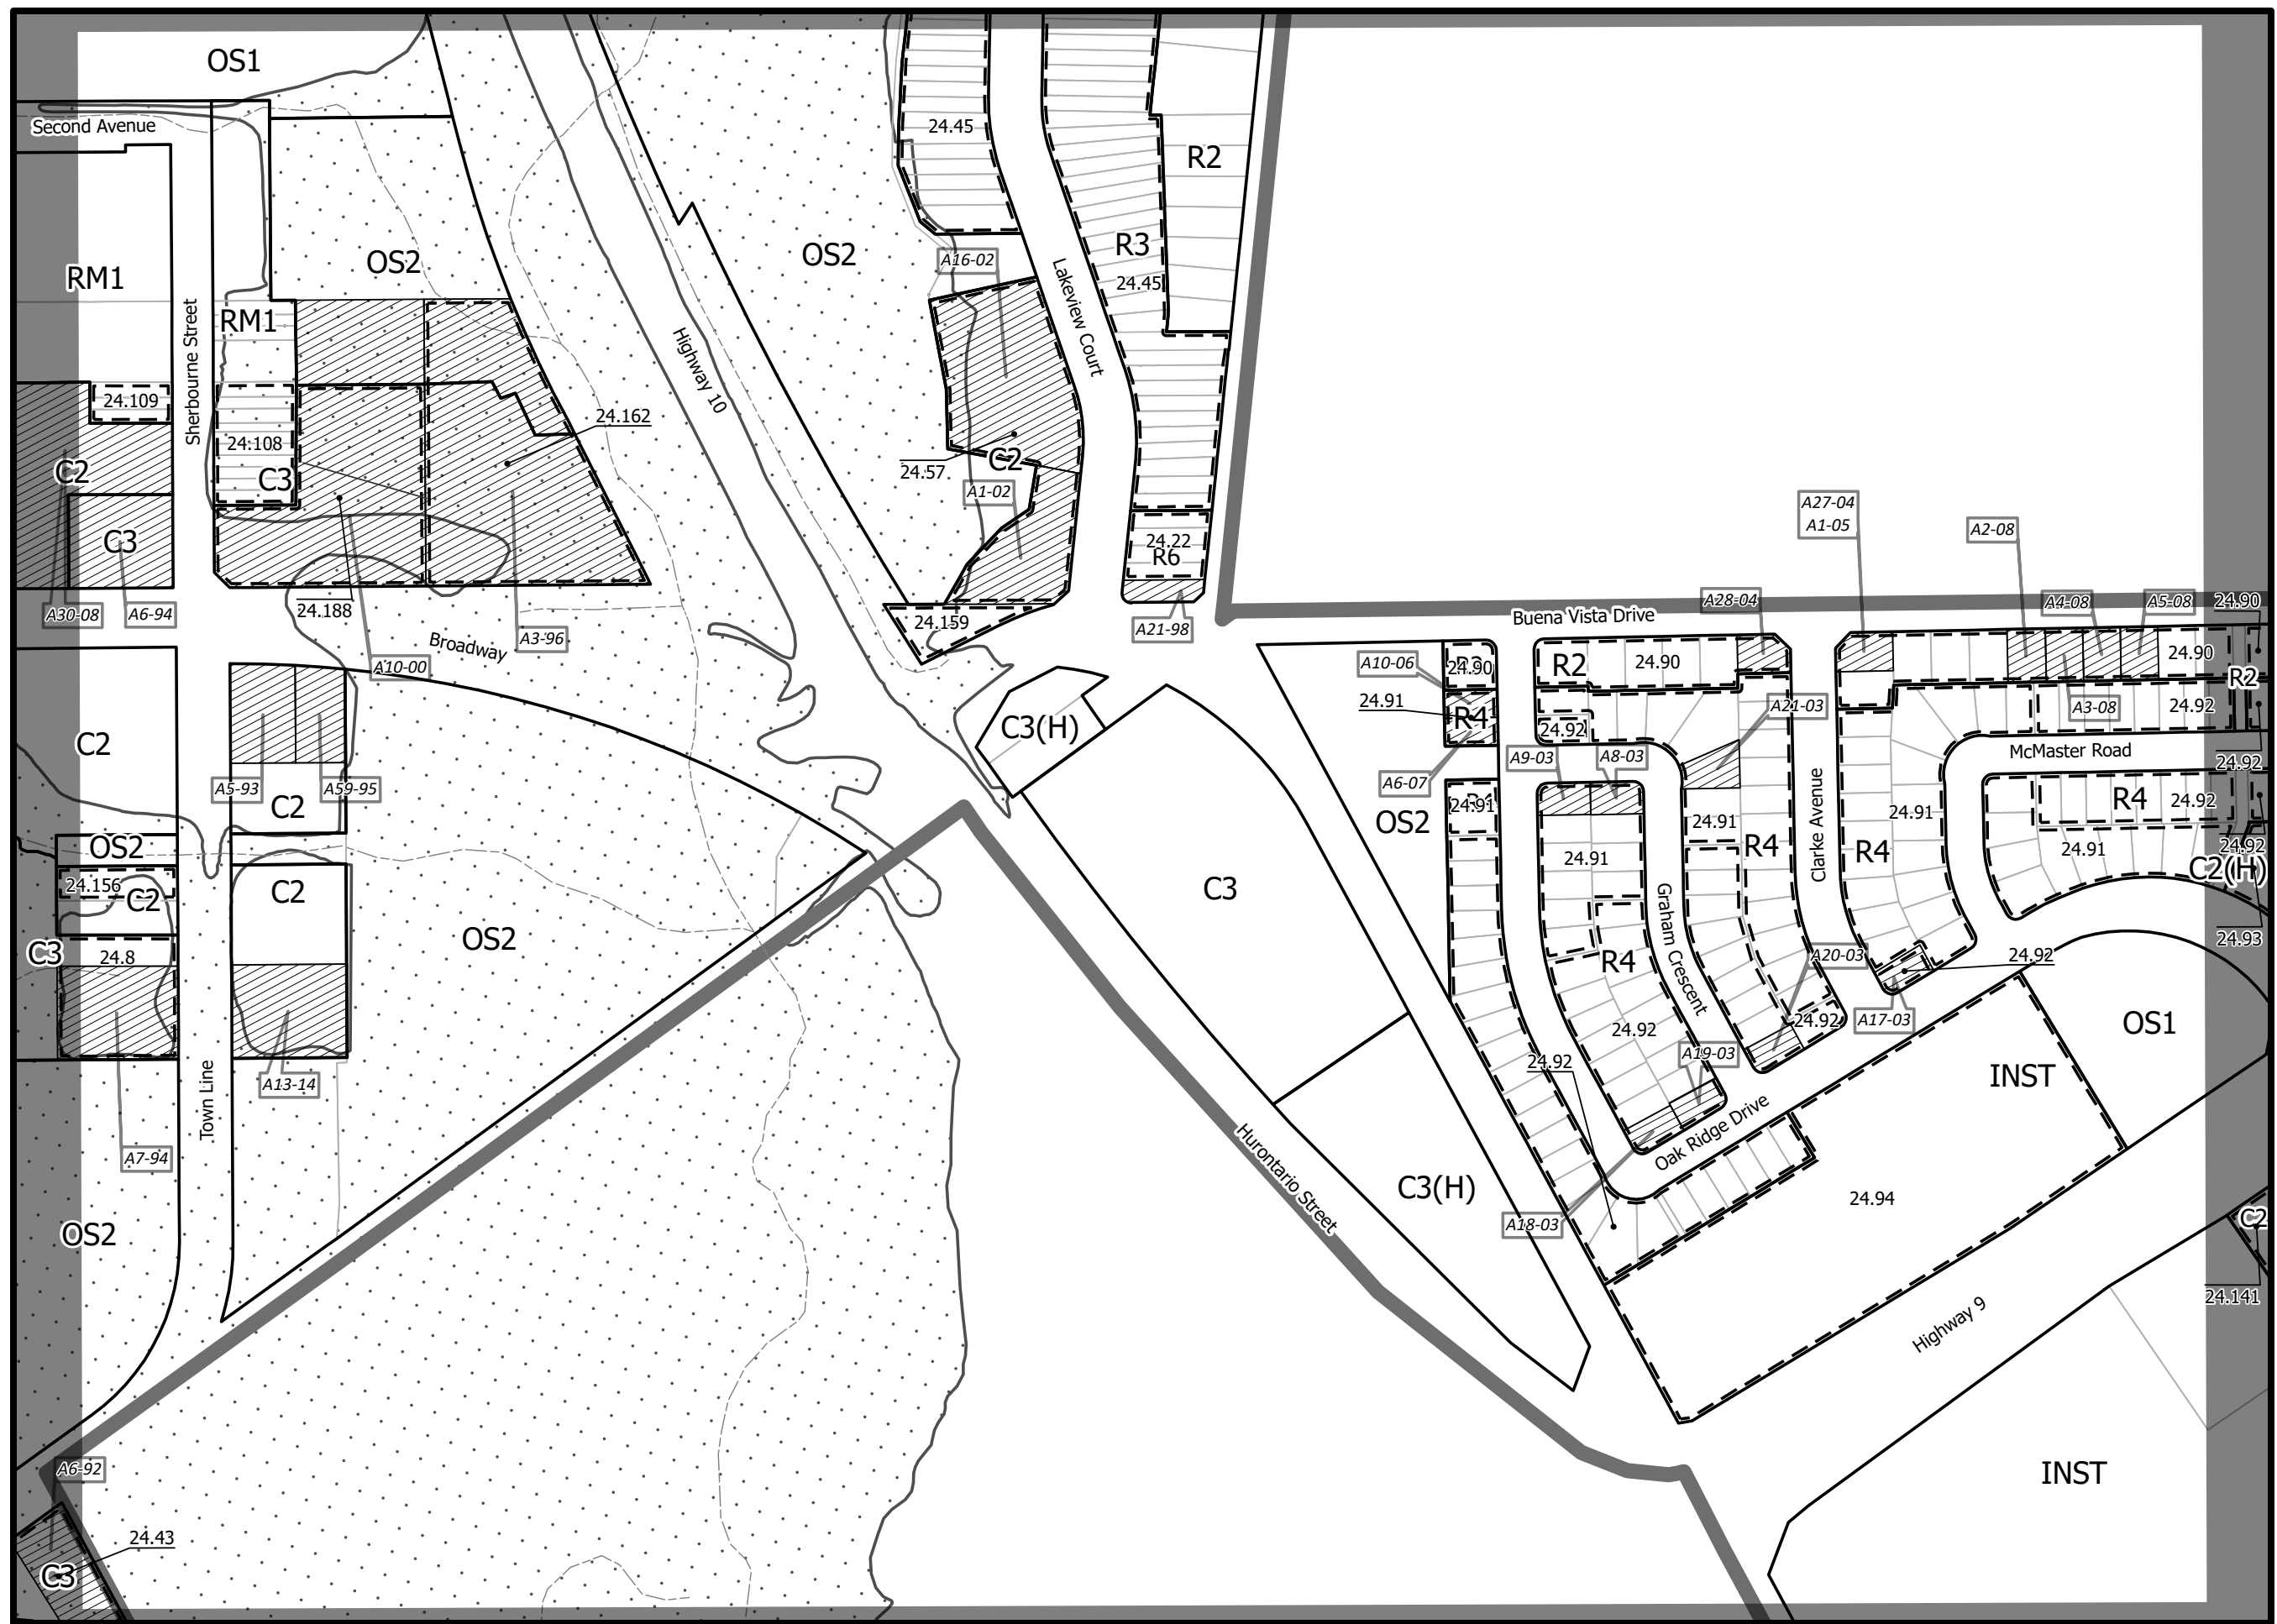 OS1
Second Avenue
24.45
R2
R3
OS2
OS2
A16-02
RM1
24.45
Lakeview Court
RM1
Sherbourne Street
Highway 10
24.109
24.162
24.108
C2
C3
24.57
C2
A1-02
A27-04
A1-05
A2-08
C3
24.22
R6
A30-08
A6-94
24.188
A3-96
Broadway
24.159
A21-98
Buena Vista Drive
A28-04
A4-08
A5-08
24.90
A10-00
A10-06
24.90
R2
24.90
24.90
R2
24.91
R4
A21-03
A3-08
24.92
C3(H)
24.92
C2
A9-03
A8-03
McMaster Road
24.92
A5-93
A59-95
A6-07
C2
24.91
R4
24.92
OS2
24.91
24.91
Clarke Avenue
OS2
24.91
R4
R4
24.91
24.92
C2(H)
24.156
C2
C2
C3
Graham Crescent
OS2
24.93
C3
24.8
R4
A20-03
24.92
24.92
A17-03
OS1
24.92
A19-03
24.92
INST
A13-14
Town Line
A7-94
Oak Ridge Drive
Hurontario Street
C3(H)
24.94
A18-03
C2
OS2
24.141
Highway 9
A6-92
INST
24.43
C3